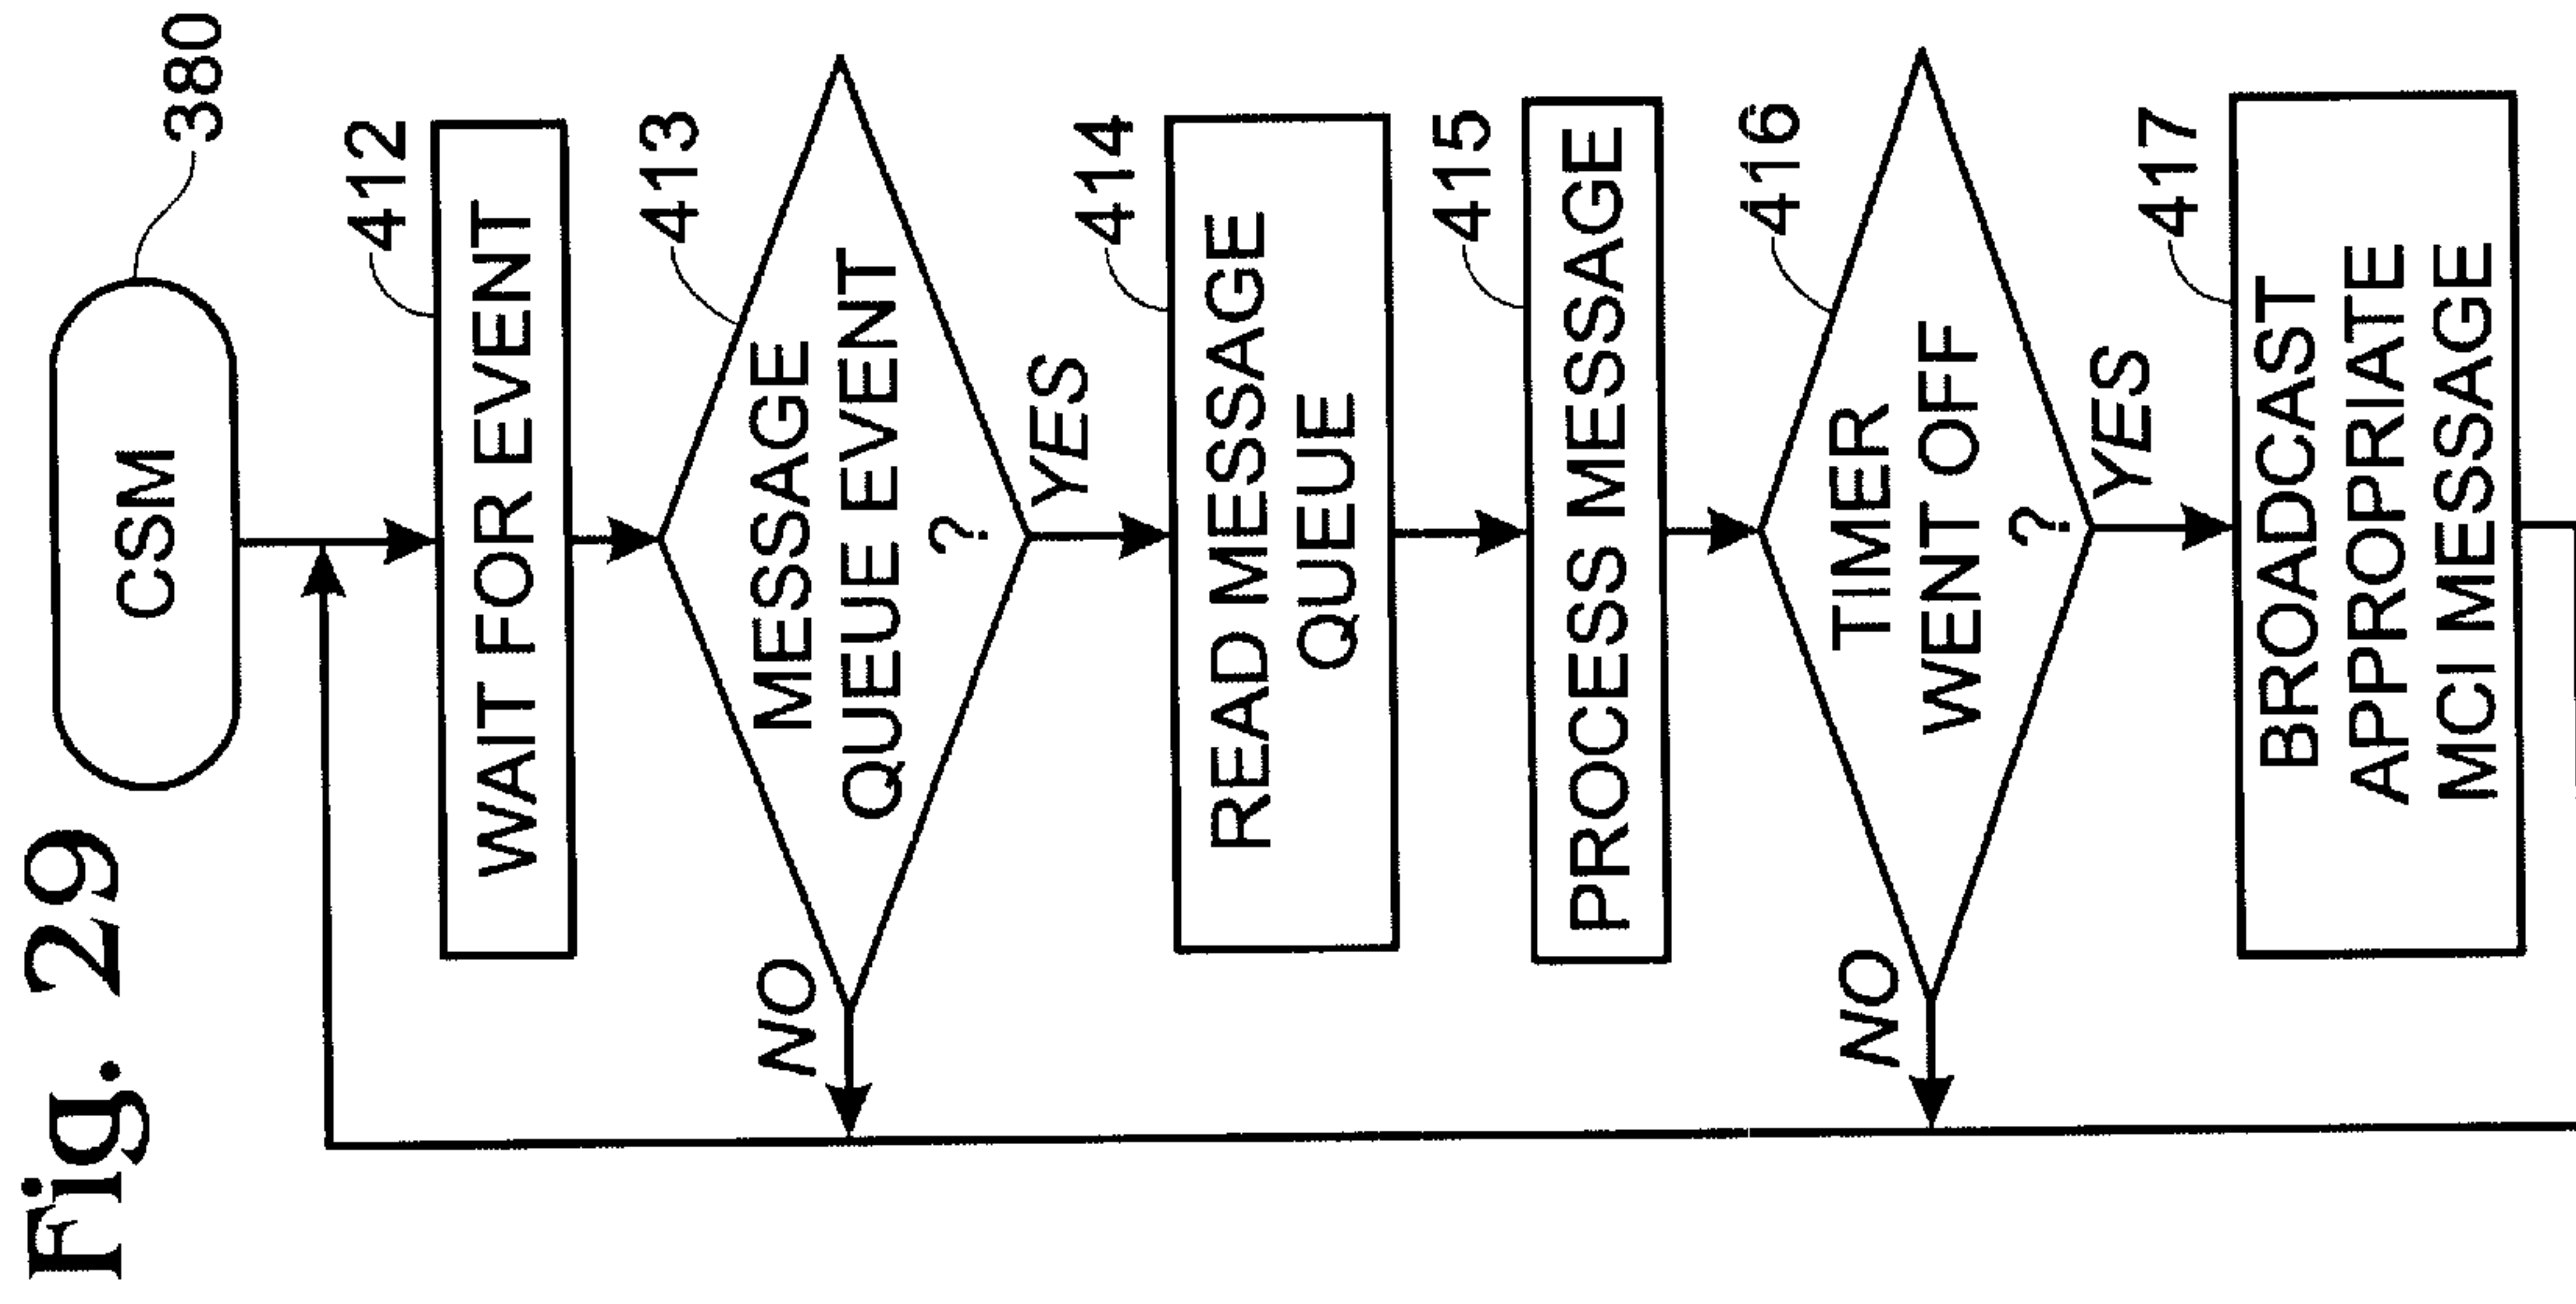 Fig. 29
CSM
380
412
WAIT FOR EVENT
413
MESSAGE
QUEUE EVENT
?
NO
YES
414
READ MESSAGE
QUEUE
415
PROCESS MESSAGE
416
TIMER
WENT OFF
?
NO
YES
417
BROADCAST
APPROPRIATE
MCI MESSAGE